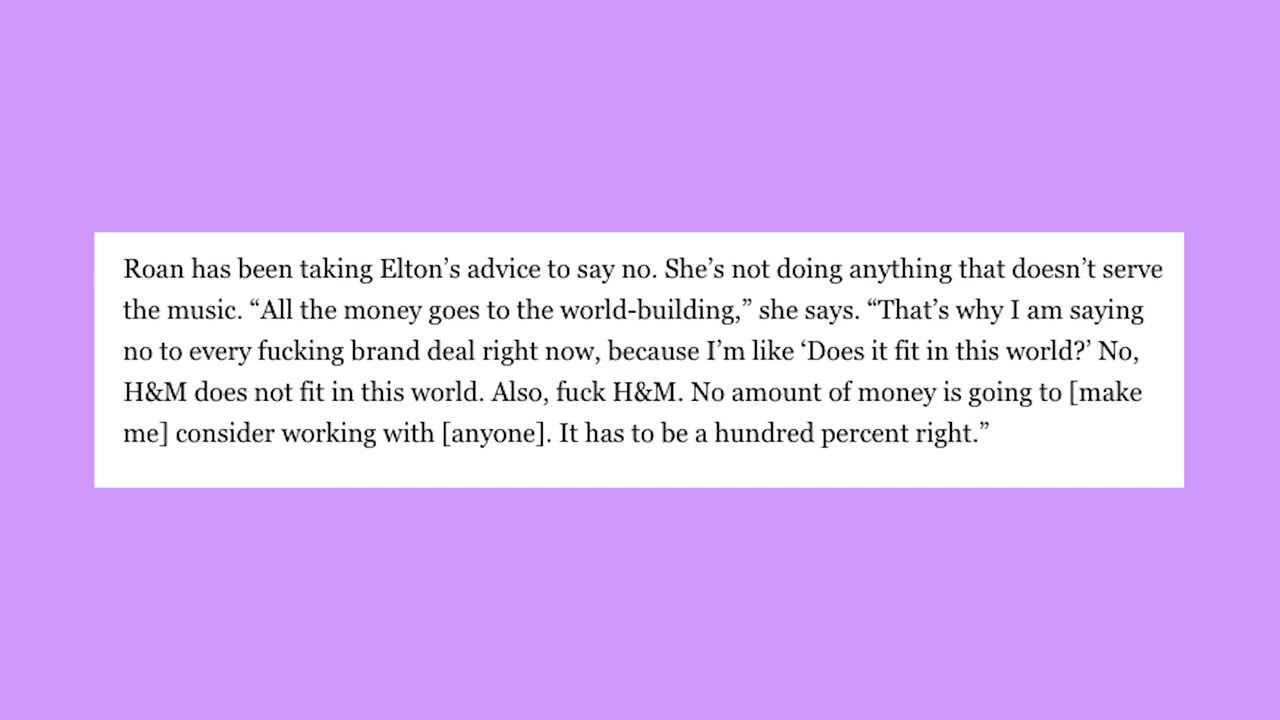 Roan has been taking Elton’s advice to say no. She’s not doing anything that doesn’t serve
the music. “All the money goes to the world-building,” she says. “That’s why I am saying
no to every fucking brand deal right now, because I’m like ‘Does it fit in this world?’ No,
H&M does not fit in this world. Also, fuck H&M. No amount of money is going to [make
me] consider working with [anyone]. It has to be a hundred percent right.”